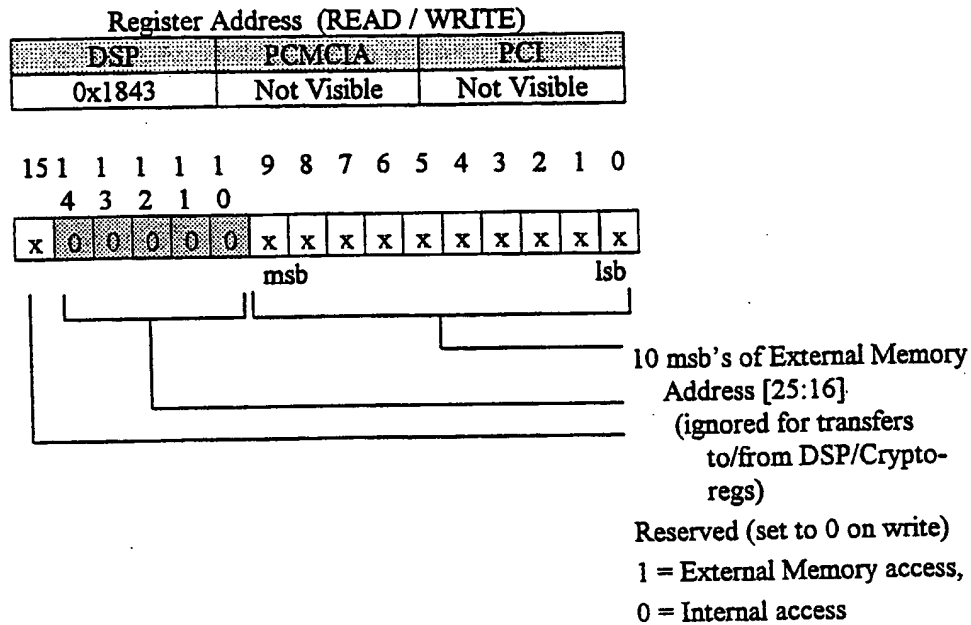 Register Address (READ / WRITE)
DSP PCMCIA PCI
0x1843 Not Visible Not Visible
15 1 1 1 1 1 9 8 7 6 5 4 3 2 1 0
4 3 2 1 0
x 0 0 0 0 0 x x x x x x x x x x
msb lsb
10 msb's of External Memory
Address [25:16]
(ignored for transfers
to/from DSP/Crypto-
regs)
Reserved (set to 0 on write)
1 = External Memory access,
0 = Internal access